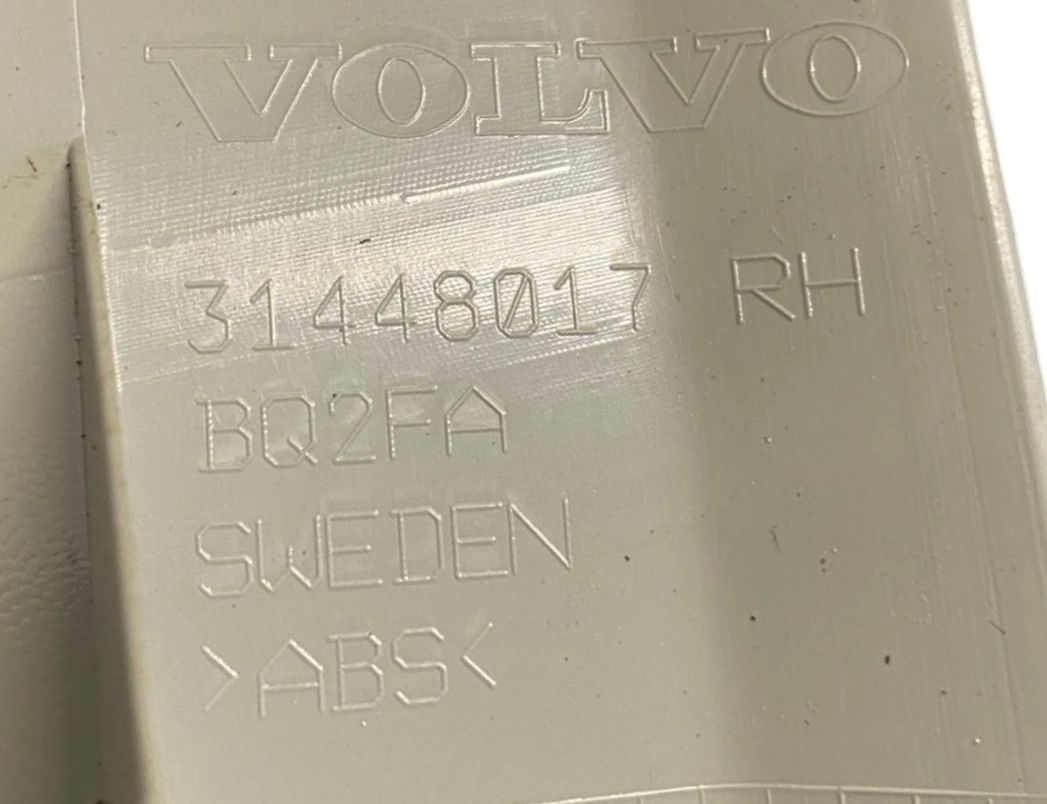 VOLVO
31448017 RH
BQ2FA
SWEDEN
>ABS<